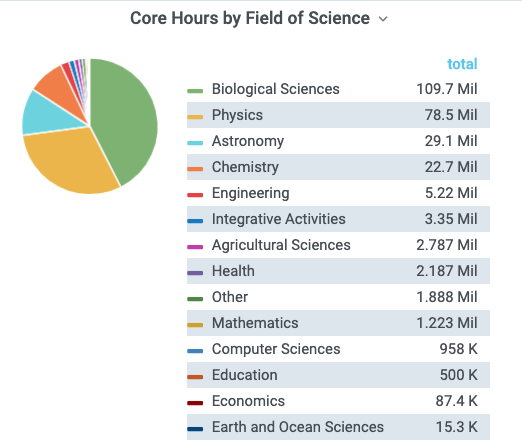 Core Hours by Field of Science
total
Biological Sciences 109.7 Mil
Physics 78.5 Mil
Astronomy 29.1 Mil
Chemistry 22.7 Mil
Engineering 5.22 Mil
Integrative Activities 3.35 Mil
Agricultural Sciences 2.787 Mil
Health 2.187 Mil
Other 1.888 Mil
Mathematics 1.223 Mil
Computer Sciences 958 K
Education 500 K
Economics 87.4 K
Earth and Ocean Sciences 15.3 K